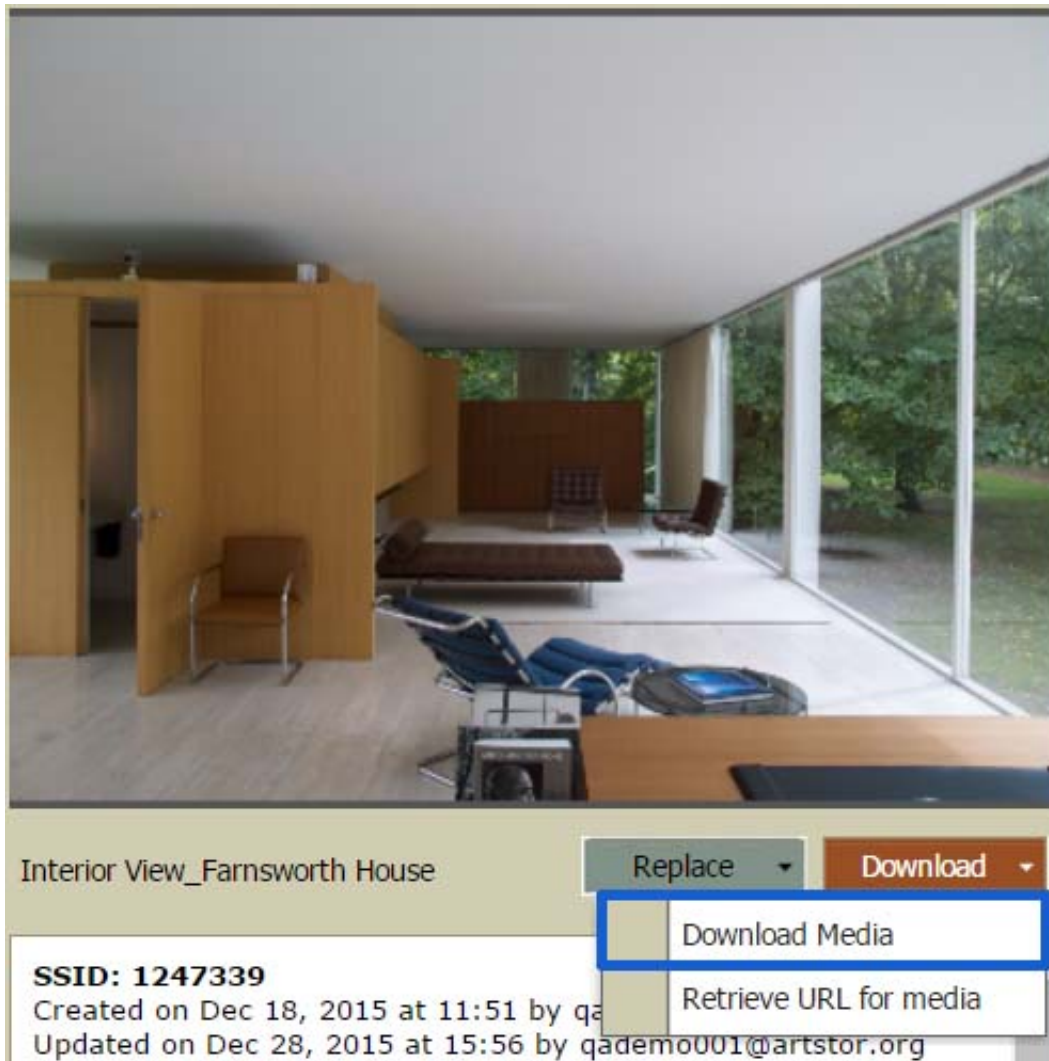 Interior View_Farnsworth House
Replace
Download
Download Media
Retrieve URL for media
SSID: 1247339
Created on Dec 18, 2015 at 11:51 by qa
Updated on Dec 28, 2015 at 15:56 by qademo001@artstor.org